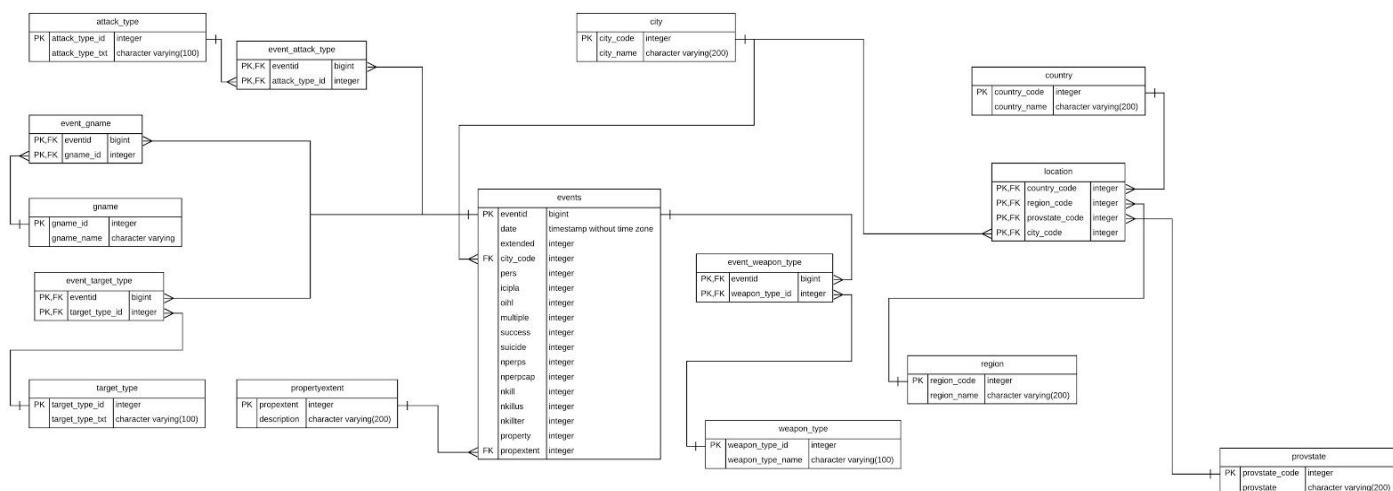 attack_type
PK attack_type_id integer
attack_type_txt character varying(100)
event_attack_type
PK,FK eventid bigint
PK,FK attack_type_id integer
city
PK city_code integer
city_name character varying(200)
country
PK country_code integer
country_name character varying(200)
event_gname
PK,FK eventid bigint
PK,FK gname_id integer
gname
PK gname_id integer
gname_name character varying
location
PK,FK country_code integer
PK,FK region_code integer
PK,FK provstate_code integer
PK,FK city_code integer
events
PK eventid bigint
date timestamp without time zone
extended integer
FK city_code integer
pers integer
icipla integer
oihl integer
multiple integer
success integer
suicide integer
nperps integer
nperpcap integer
nkill integer
nkillus integer
nkillter integer
property integer
FK propextent integer
event_weapon_type
PK,FK eventid bigint
PK,FK weapon_type_id integer
event_target_type
PK,FK eventid bigint
PK,FK target_type_id integer
target_type
PK target_type_id integer
target_type_txt character varying(100)
propertyextent
PK propextent integer
description character varying(200)
region
PK region_code integer
region_name character varying(200)
weapon_type
PK weapon_type_id integer
weapon_type_name character varying(100)
provstate
PK provstate_code integer
provstate character varying(200)